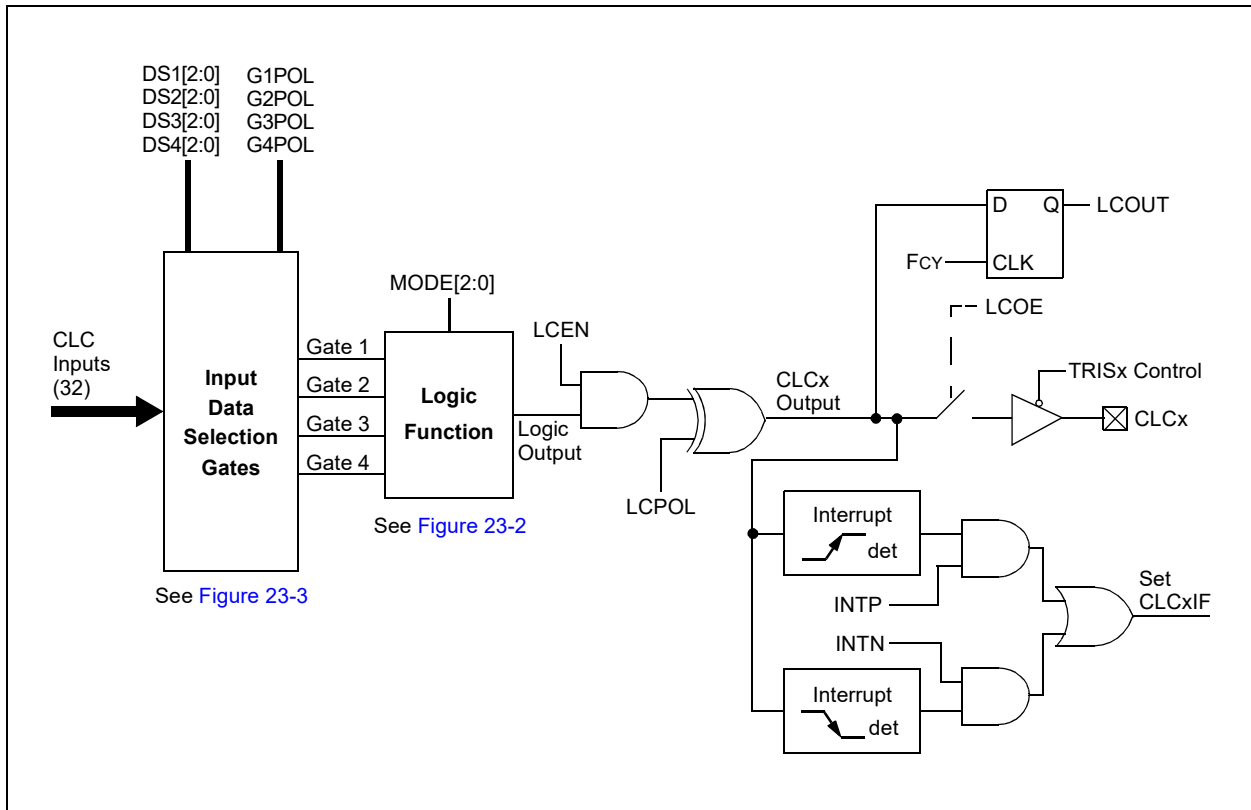 DS1[2:0] G1POL
DS2[2:0] G2POL
DS3[2:0] G3POL
DS4[2:0] G4POL
D Q LCOUT
FCY CLK
MODE[2:0]
LCOE
CLC
Inputs
(32)
Input
Data
Selection
Gates
Gate 1
Gate 2
Gate 3
Gate 4
Logic
Function
LCEN
Logic
Output
LCPOL
CLCx
Output
TRISx Control
CLCx
See Figure 23-2
See Figure 23-3
Interrupt
det
INTP
INTN
Interrupt
det
Set
CLCxIF